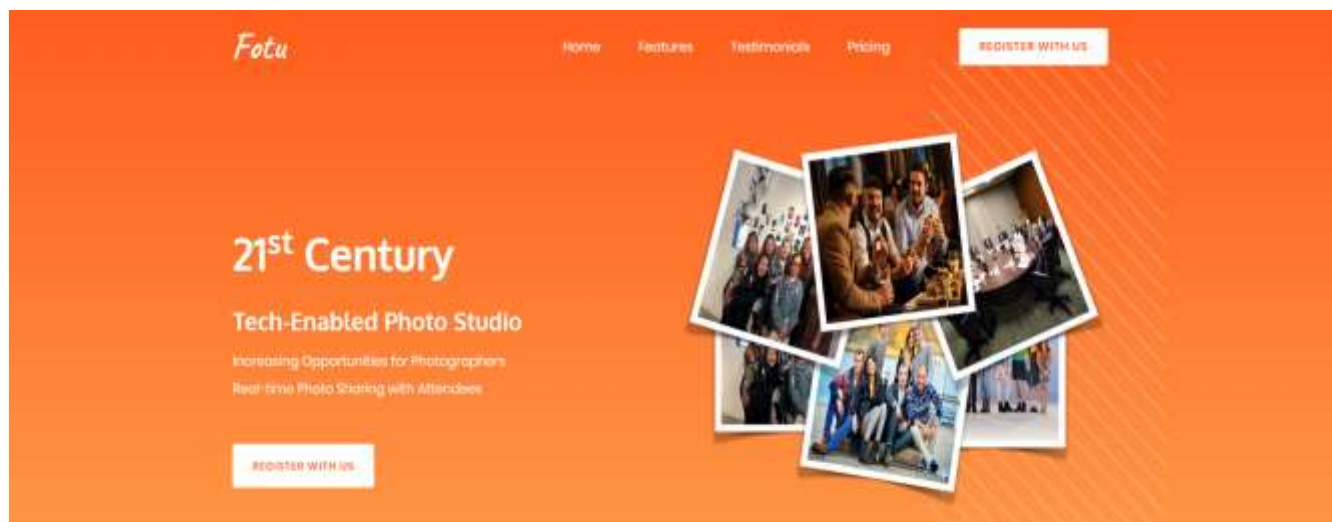 Fotu
Home Features Testimonials Pricing REGISTER WITH US
21st Century
Tech-Enabled Photo Studio
Increasing Opportunities for Photographers
Real-time Photo Sharing with Attendees
REGISTER WITH US